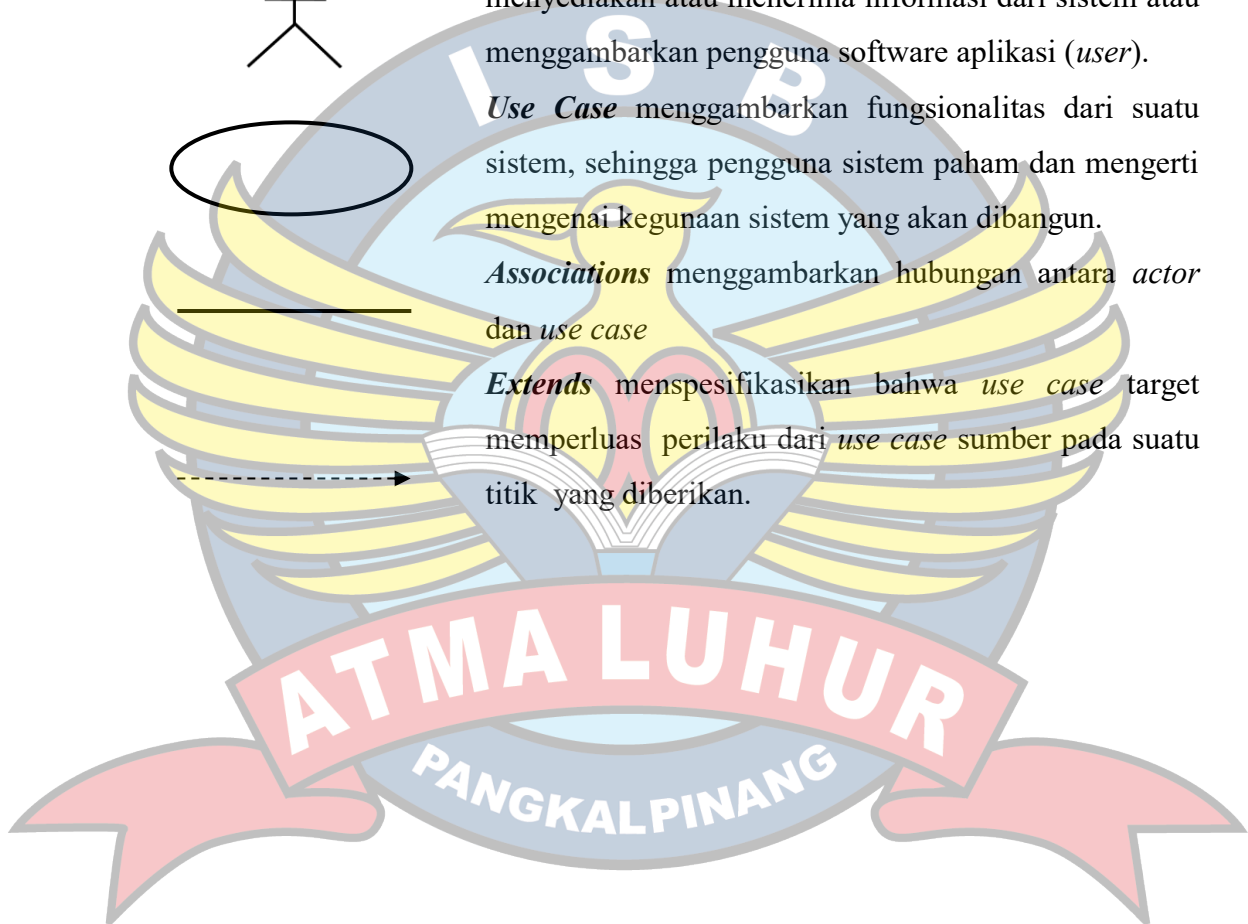 menyediakan atau menerima informasi dari sistem atau
menggambarkan pengguna software aplikasi (user).
Use Case menggambarkan fungsionalitas dari suatu
sistem, sehingga pengguna sistem paham dan mengerti
mengenai kegunaan sistem yang akan dibangun.
Associations menggambarkan hubungan antara actor
dan use case
Extends menspesifikasikan bahwa use case target
memperluas perilaku dari use case sumber pada suatu
titik yang diberikan.
I S B
ATMA LUHUR
PANGKALPINANG